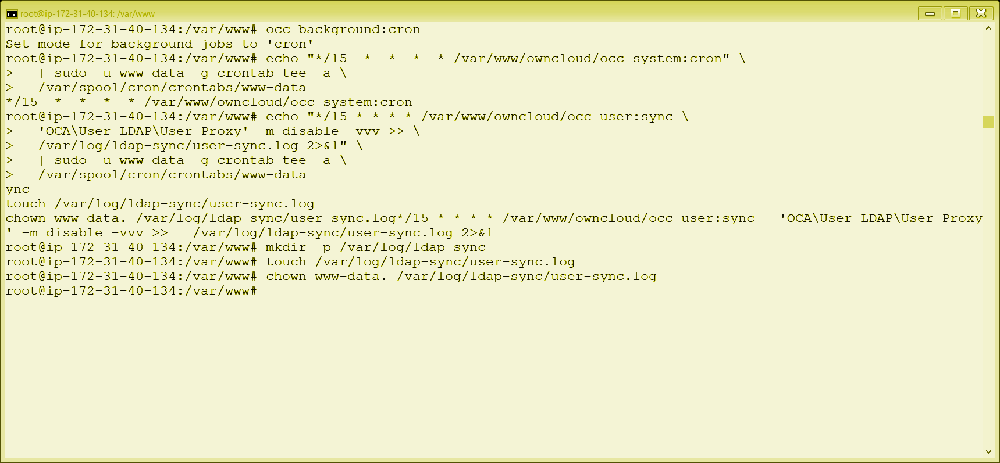 root@ip-172-31-40-134: /var/www
root@ip-172-31-40-134:/var/www# occ background:cron
Set mode for background jobs to 'cron'
root@ip-172-31-40-134:/var/www# echo "*/15  *  *  *  * /var/www/owncloud/occ system:cron" \
>   | sudo -u www-data -g crontab tee -a \
>   /var/spool/cron/crontabs/www-data
*/15  *  *  *  * /var/www/owncloud/occ system:cron
root@ip-172-31-40-134:/var/www# echo "*/15 * * * * /var/www/owncloud/occ user:sync \
>   'OCA\User_LDAP\User_Proxy' -m disable -vvv >> \
>   /var/log/ldap-sync/user-sync.log 2>&1" \
>   | sudo -u www-data -g crontab tee -a \
>   /var/spool/cron/crontabs/www-data
ync
touch /var/log/ldap-sync/user-sync.log
chown www-data. /var/log/ldap-sync/user-sync.log*/15 * * * * /var/www/owncloud/occ user:sync   'OCA\User_LDAP\User_Proxy
' -m disable -vvv >>   /var/log/ldap-sync/user-sync.log 2>&1
root@ip-172-31-40-134:/var/www# mkdir -p /var/log/ldap-sync
root@ip-172-31-40-134:/var/www# touch /var/log/ldap-sync/user-sync.log
root@ip-172-31-40-134:/var/www# chown www-data. /var/log/ldap-sync/user-sync.log
root@ip-172-31-40-134:/var/www#